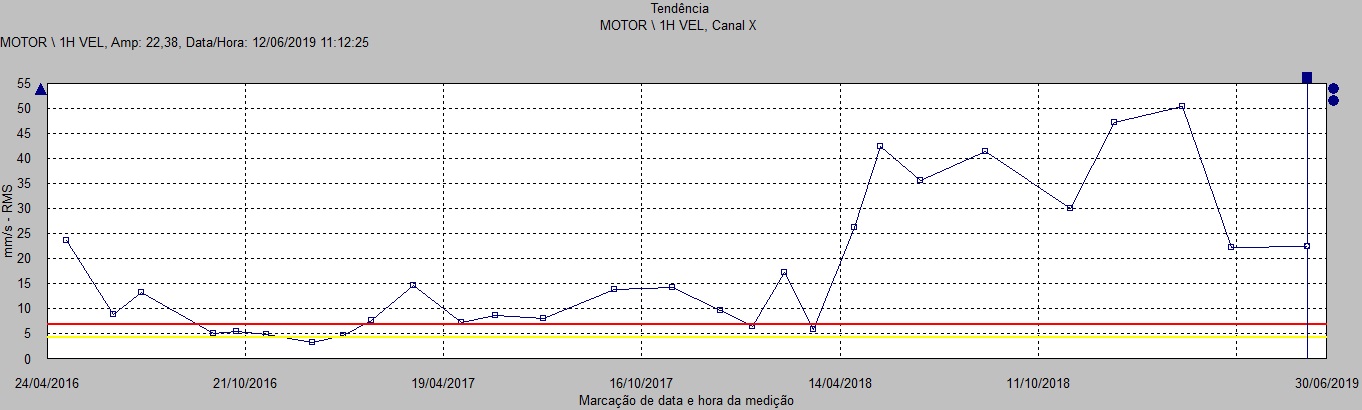 Tendência
MOTOR \ 1H VEL, Canal X
MOTOR \ 1H VEL, Amp: 22,38, Data/Hora: 12/06/2019 11:12:25
55
50
45
40
35
30
25
20
15
10
5
0
mm/s - RMS
24/04/2016 21/10/2016 19/04/2017 16/10/2017 14/04/2018 11/10/2018 30/06/2019
Marcação de data e hora da medição